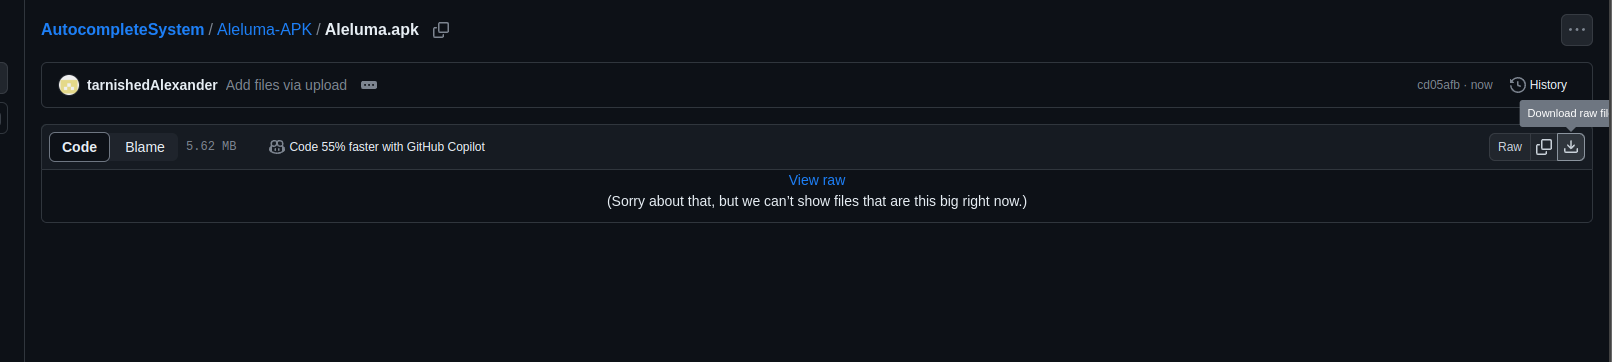 AutocompleteSystem / Aleluma-APK / Aleluma.apk
tarnishedAlexander Add files via upload cd05afb · now History
Download raw fil
Code Blame 5.62 MB Code 55% faster with GitHub Copilot Raw
View raw
(Sorry about that, but we can’t show files that are this big right now.)